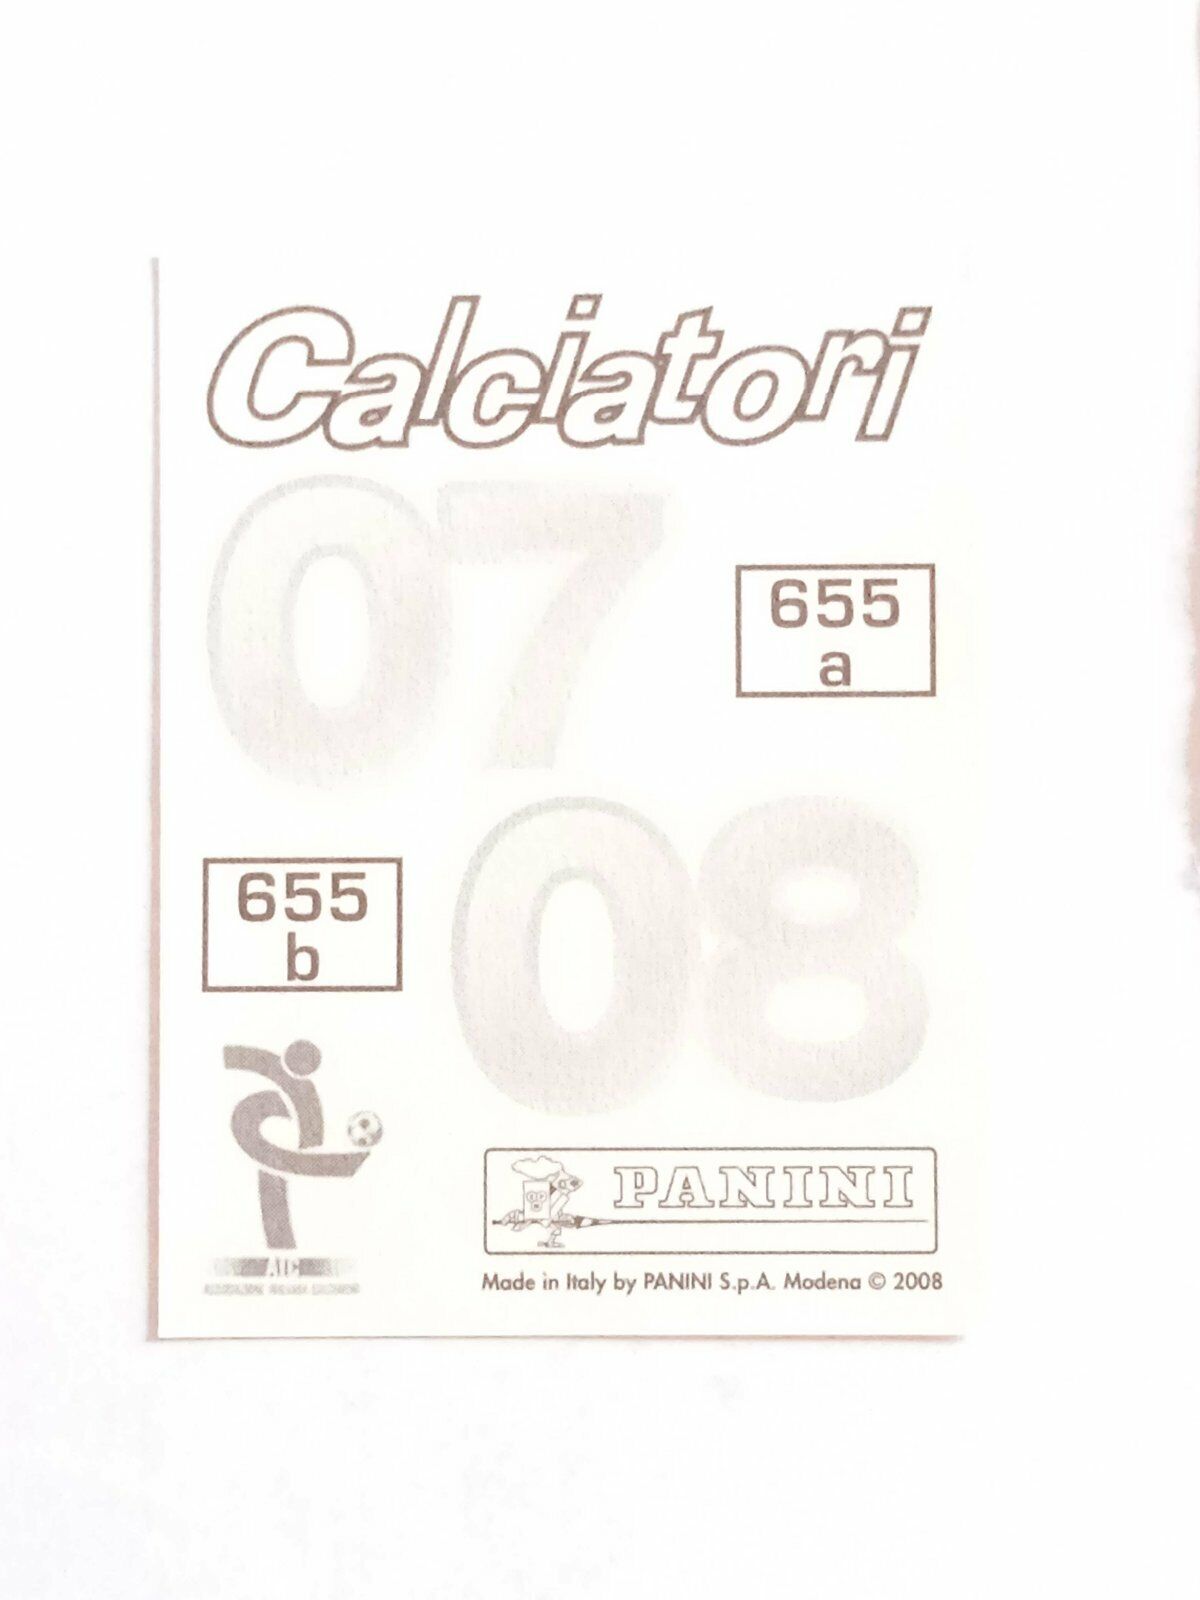 Calciatori
07
655
a
08
655
b
PANINI
AIC
Made in Italy by PANINI S.p.A. Modena © 2008